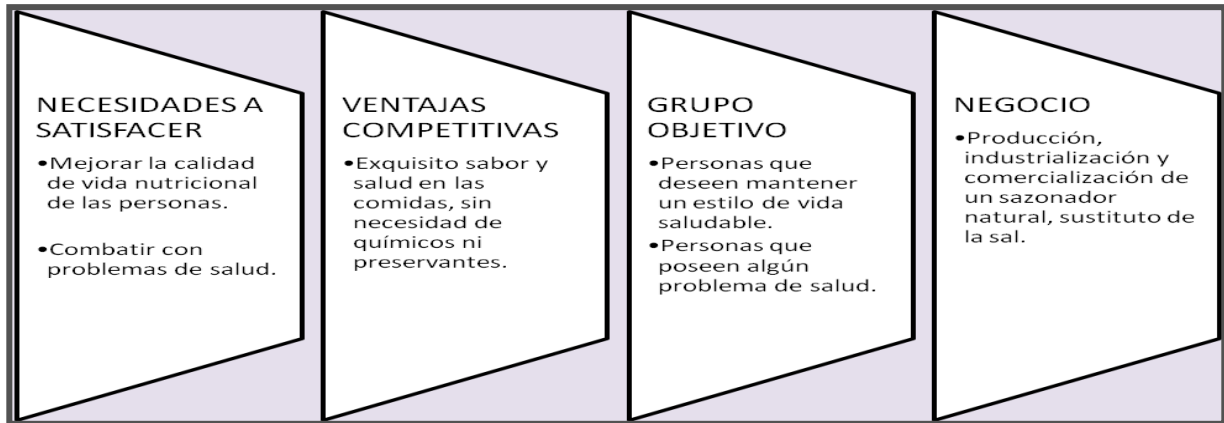 NECESIDADES A
SATISFACER
•Mejorar la calidad
de vida nutricional
de las personas.
•Combatir con
problemas de salud.
VENTAJAS
COMPETITIVAS
•Exquisito sabor y
salud en las
comidas, sin
necesidad de
químicos ni
preservantes.
GRUPO
OBJETIVO
•Personas que
deseen mantener
un estilo de vida
saludable.
•Personas que
poseen algún
problema de salud.
NEGOCIO
•Producción,
industrialización y
comercialización de
un sazonador
natural, sustituto de
la sal.